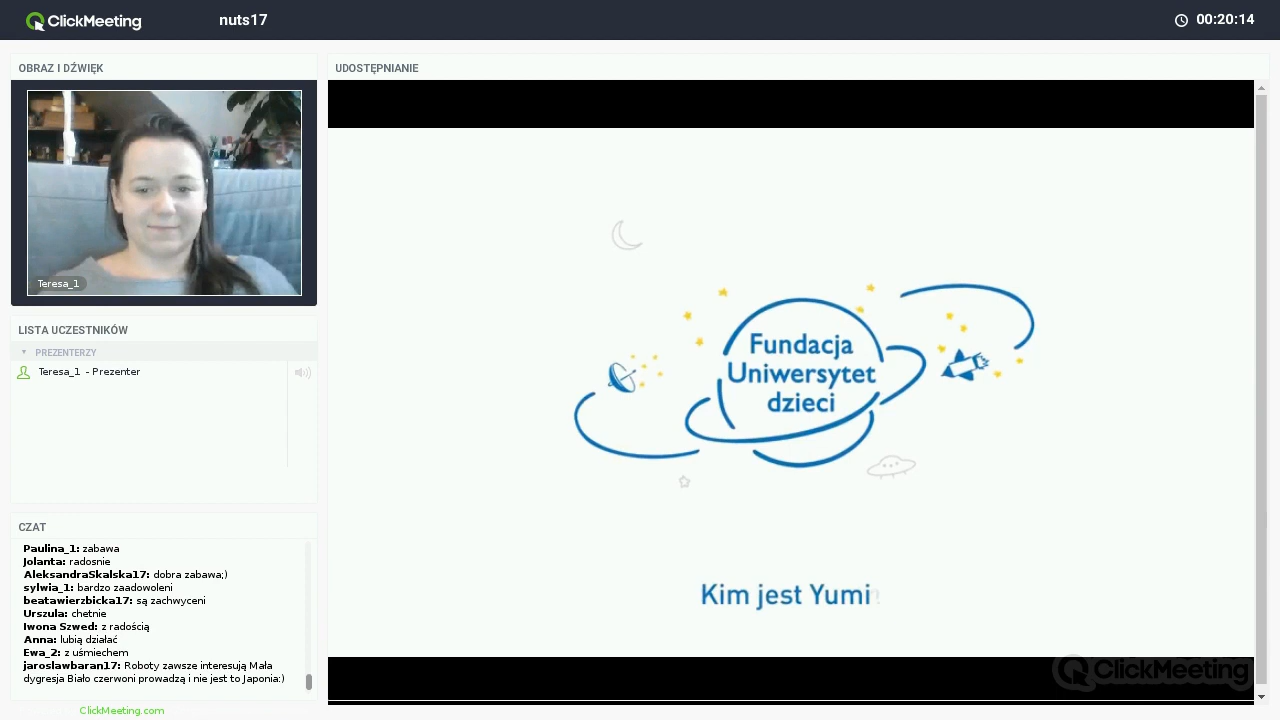 ClickMeeting
nuts17
00:20:14
OBRAZ I DŹWIĘK
UDOSTĘPNIANIE
Teresa_1
LISTA UCZESTNIKÓW
PREZENTERZY
Teresa_1 - Prezenter
CZAT
Paulina_1: zabawa
Jolanta: radosnie
AleksandraSkalska17: dobra zabawa;)
sylwia_1: bardzo zaadowoleni
beatawierzbicka17: są zachwyceni
Urszula: chetnie
Iwona Szwed: z radością
Anna: lubią działać
Ewa_2: z uśmiechem
jaroslawbaran17: Roboty zawsze interesują Mała
dygresja Biało czerwoni prowadzą i nie jest to Japonia:)
ClickMeeting.com
Fundacja
Uniwersytet
dzieci
Kim jest Yumi?
ClickMeeting